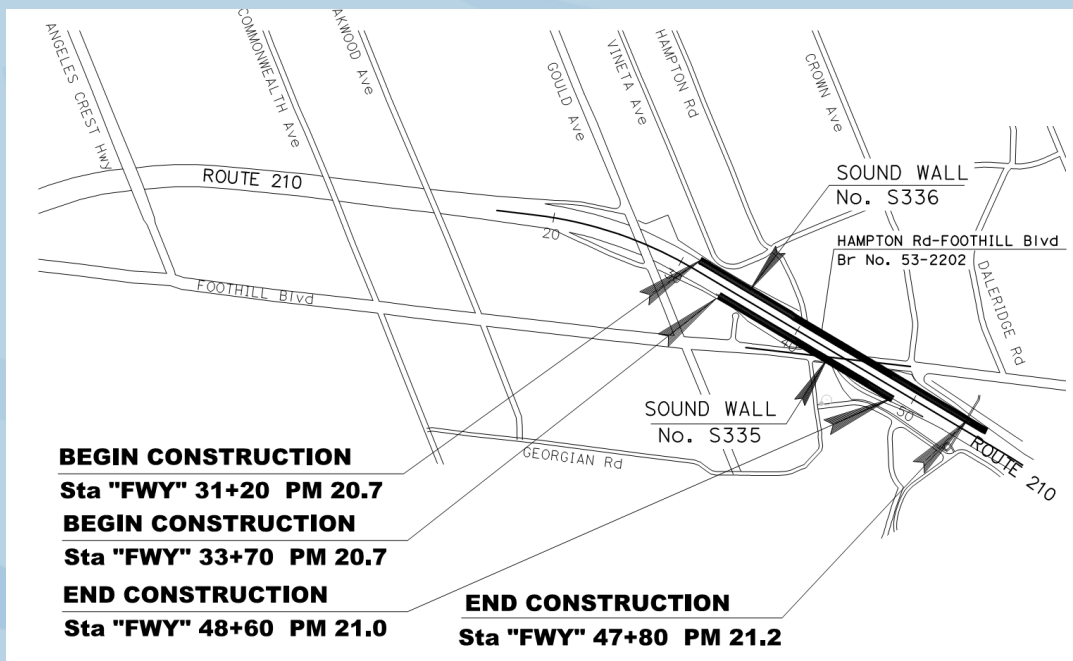 ANGELES CREST Hwy
COMMONWEALTH Ave
AKWOOD Ave
GOULD Ave
VINETA Ave
HAMPTON Rd
CROWN Ave
ROUTE 210
SOUND WALL
No. S336
20
HAMPTON Rd-FOOTHILL Blvd
Br No. 53-2202
DALERIDGE Rd
FOOTHILL Blvd
40
SOUND WALL
No. S335
50
ROUTE 210
GEORGIAN Rd
BEGIN CONSTRUCTION
Sta "FWY" 31+20 PM 20.7
BEGIN CONSTRUCTION
Sta "FWY" 33+70 PM 20.7
END CONSTRUCTION
Sta "FWY" 48+60 PM 21.0
END CONSTRUCTION
Sta "FWY" 47+80 PM 21.2